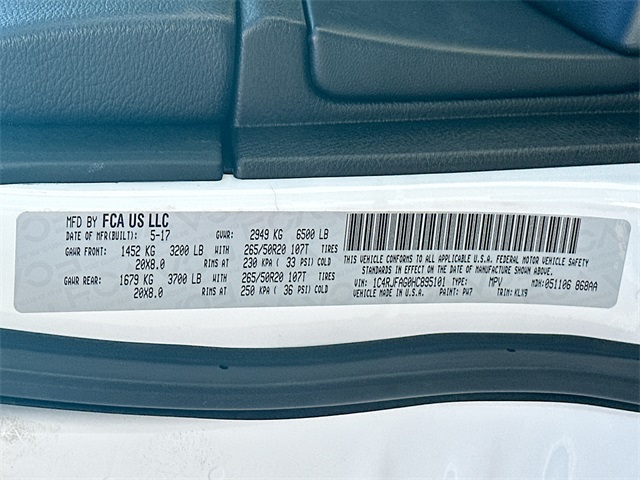 MFD BY FCA US LLC
DATE OF MFR(BUILT): 5-17 GVWR: 2949 KG 6500 LB
GAWR FRONT: 1452 KG 3200 LB WITH 265/50R20 107T TIRES
20X8.0 RIMS AT 230 KPA ( 33 PSI) COLD
GAWR REAR: 1679 KG 3700 LB WITH 265/50R20 107T TIRES
20X8.0 RIMS AT 250 KPA ( 36 PSI) COLD
THIS VEHICLE CONFORMS TO ALL APPLICABLE U.S.A. FEDERAL MOTOR VEHICLE SAFETY
STANDARDS IN EFFECT ON THE DATE OF MANUFACTURE SHOWN ABOVE.
VIN: 1C4RJFAG0HC895101 TYPE: MPV MDH: 051106 868AA
VEHICLE MADE IN U.S.A. PAINT: PW7 TRIM: KLX9